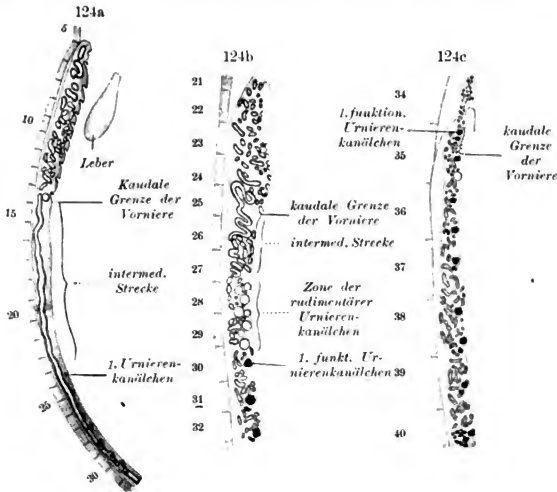 124a
5
10
Leber
Kaudale
Grenze der
Vorniere
15
intermed.
Strecke
20
1. Urnieren-
kanälchen
25
30
124b
21
22
23
24
25
26
27
28
29
30
31
32
kaudale Grenze
der Vorniere
intermed. Strecke
Zone der
rudimentärer
Urnieren-
kanälchen
1. funkt. Ur-
nierenkanälchen
124c
34
1. funktion.
Urnieren-
kanälchen
35
kaudale
Grenze
der
Vorniere
36
37
38
39
40